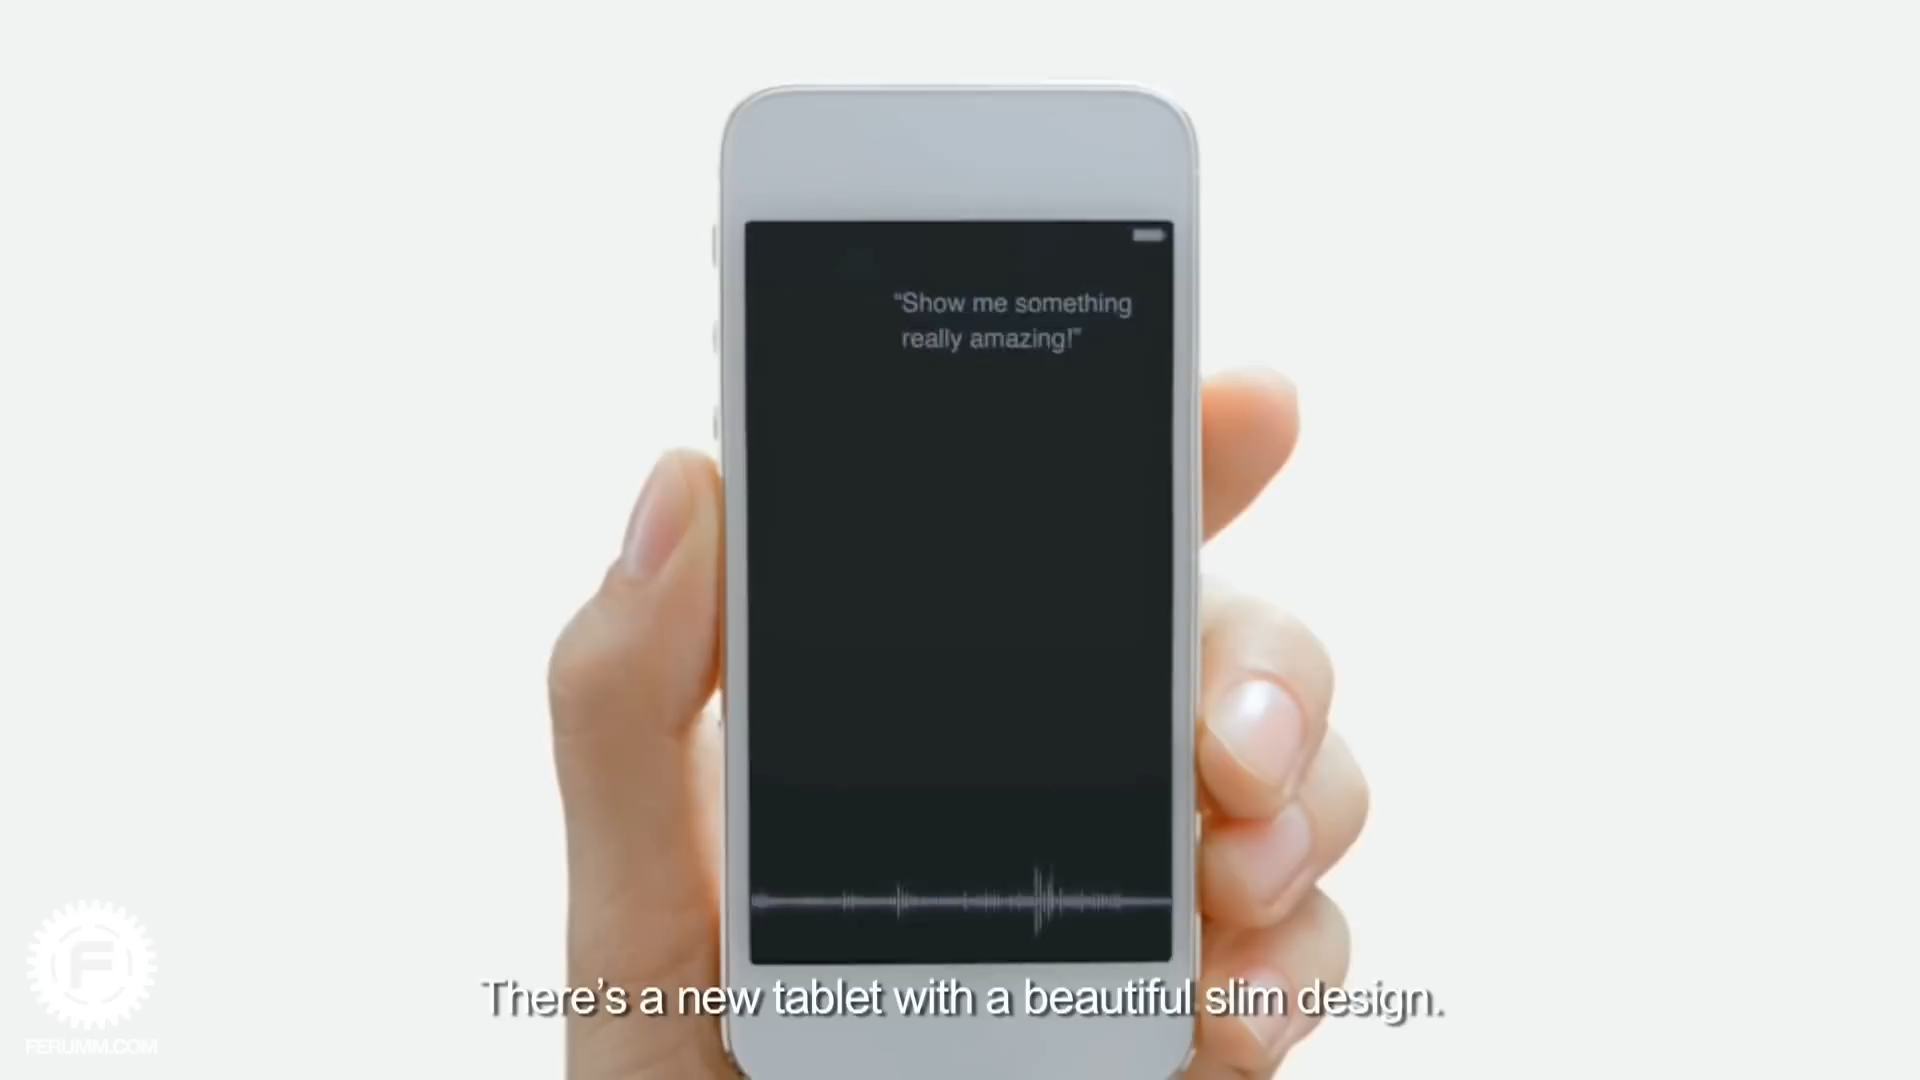 “Show me something
really amazing!”
There’s a new tablet with a beautiful slim design.
F
FERUMM.COM